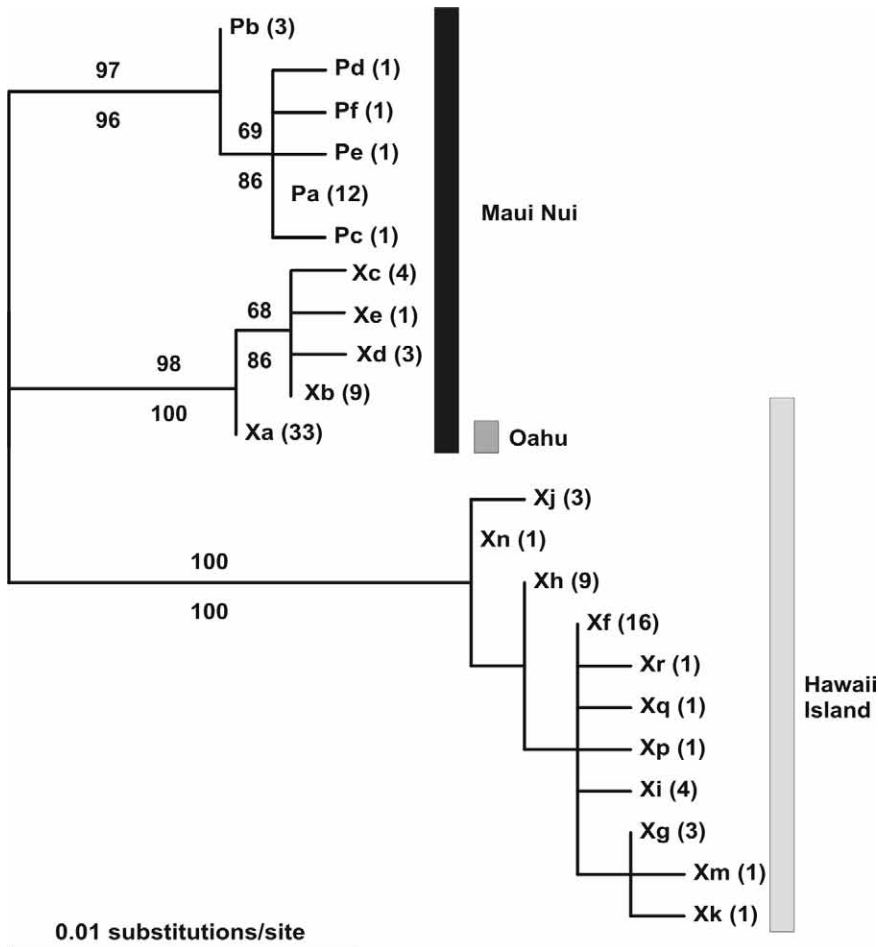 Pb (3)
97
Pd (1)
96
Pf (1)
69
Pe (1)
86
Pa (12)
Maui Nui
Pc (1)
Xc (4)
68
Xe (1)
98
86
Xd (3)
100
Xb (9)
Xa (33)
Oahu
Xj (3)
Xn (1)
100
Xh (9)
100
Xf (16)
Xr (1)
Hawaii
Island
Xq (1)
Xp (1)
Xi (4)
Xg (3)
Xm (1)
Xk (1)
0.01 substitutions/site